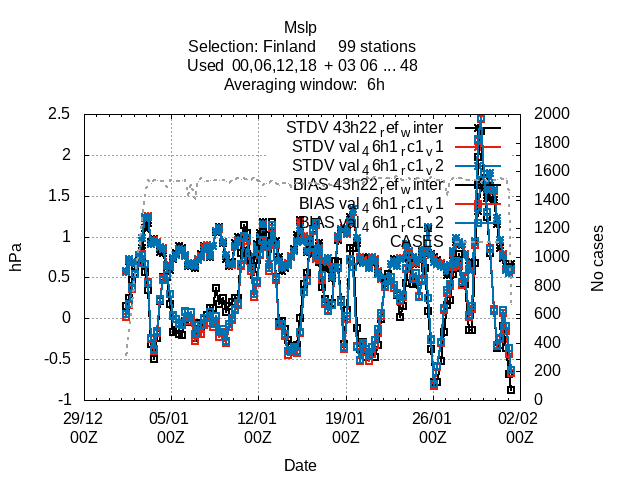 Mslp
Selection: Finland 99 stations
Used 00,06,12,18 + 03 06 ... 48
Averaging window: 6h
2.5
2
1.5
1
0.5
0
-0.5
-1
hPa
2000
1800
1600
1400
1200
1000
800
600
400
200
0
No cases
STDV 43h22_ref_winter
STDV val_46h1_rc1_v1
STDV val_46h1_rc1_v2
BIAS 43h22_ref_winter
BIAS val_46h1_rc1_v1
BIAS val_46h1_rc1_v2
CASES
29/12 05/01 12/01 19/01 26/01 02/02
00Z 00Z 00Z 00Z 00Z 00Z
Date